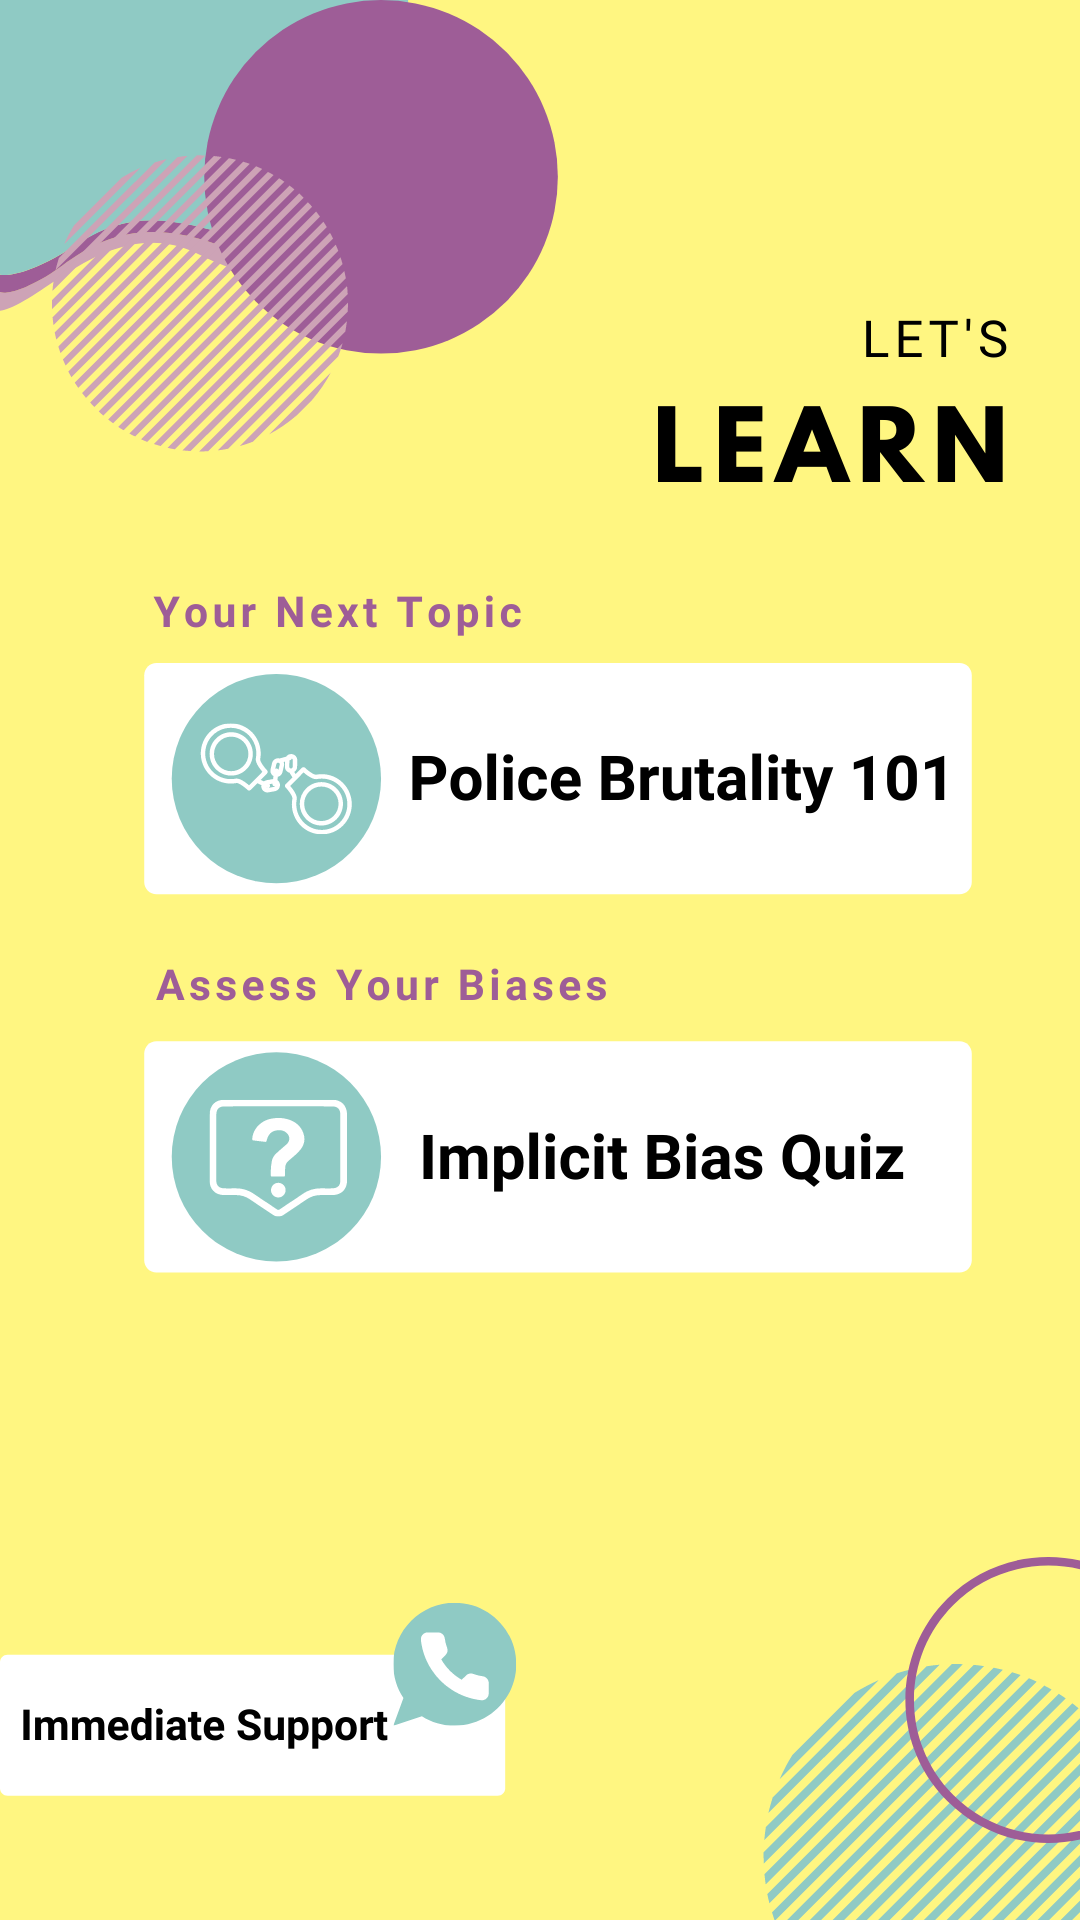 LET'S
LEARN
Your Next Topic
Police Brutality 101
Assess Your Biases
?
Implicit Bias Quiz
Immediate Support